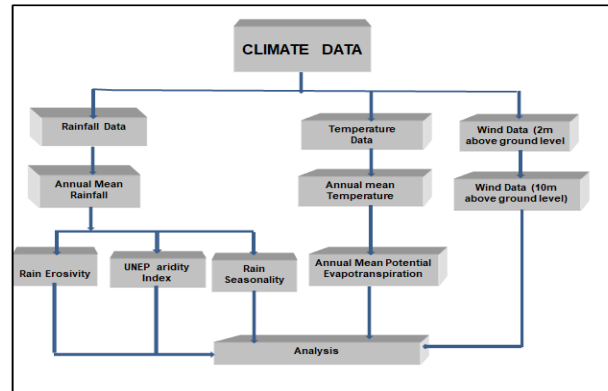 CLIMATE DATA
Rainfall Data
Temperature
Data
Wind Data (2m
above ground level
Annual Mean
Rainfall
Annual mean
Temperature
Wind Data (10m
above ground level)
Rain Erosivity
UNEP aridity
Index
Rain
Seasonality
Annual Mean Potential
Evapotranspiration
Analysis